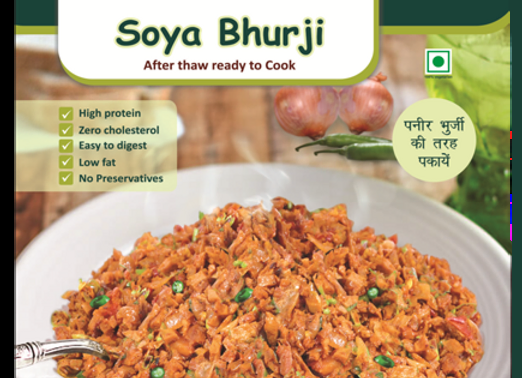 Soya Bhurji
After thaw ready to Cook
High protein
Zero cholesterol
Easy to digest
Low fat
No Preservatives
पनीर भुर्जी
की तरह
पकायें